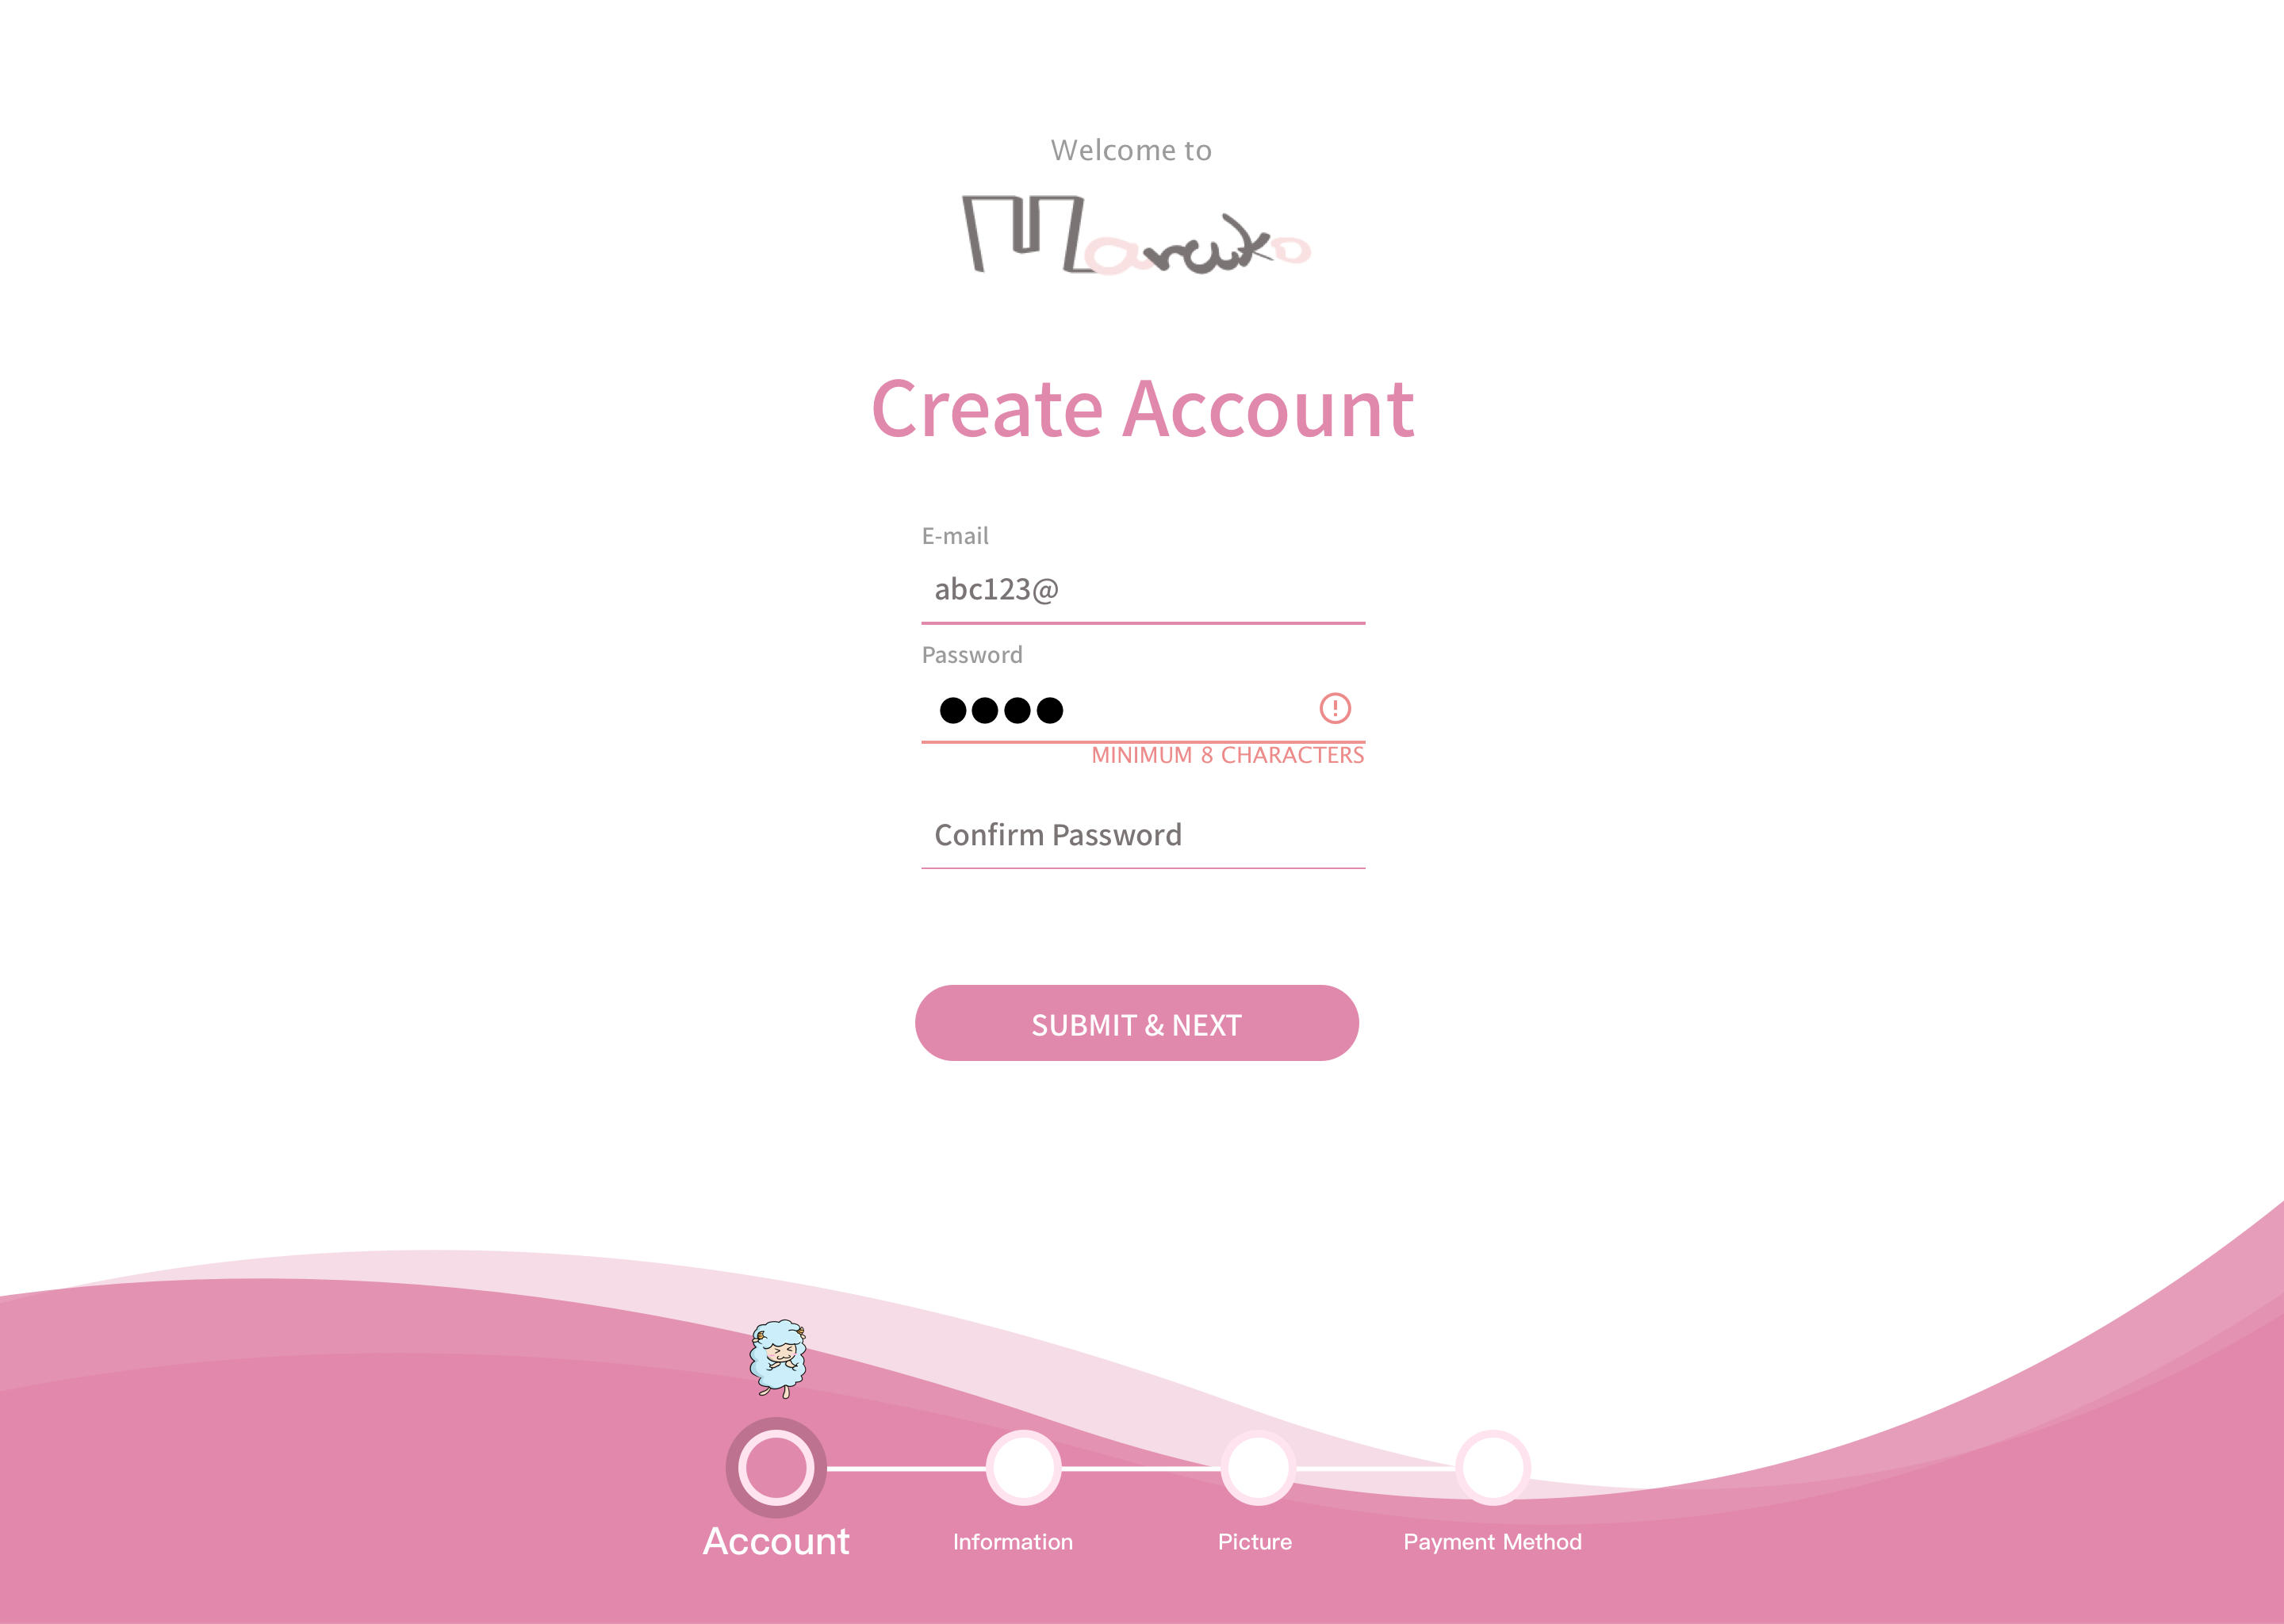 Welcome to
Maruko
Create Account
E-mail
abc123@
Password
MINIMUM 8 CHARACTERS
Confirm Password
SUBMIT & NEXT
Account
Information
Picture
Payment Method